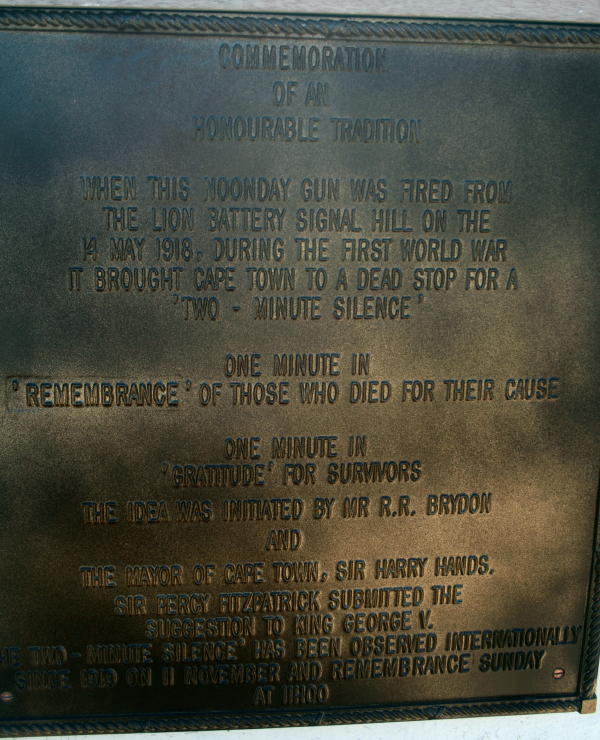 COMMEMORATION
OF AN
HONOURABLE TRADITION
WHEN THIS NOONDAY GUN WAS FIRED FROM
THE LION BATTERY SIGNAL HILL ON THE
14 MAY 1918, DURING THE FIRST WORLD WAR
IT BROUGHT CAPE TOWN TO A DEAD STOP FOR A
'TWO - MINUTE SILENCE'
ONE MINUTE IN
'REMEMBRANCE' OF THOSE WHO DIED FOR THEIR CAUSE
ONE MINUTE IN
'GRATITUDE' FOR SURVIVORS
THE IDEA WAS INITIATED BY MR R.R. BRYDON
AND
THE MAYOR OF CAPE TOWN, SIR HARRY HANDS.
SIR PERCY FITZPATRICK SUBMITTED THE
SUGGESTION TO KING GEORGE V.
HE TWO - MINUTE SILENCE' HAS BEEN OBSERVED INTERNATIONALLY
SINCE 1919 ON 11 NOVEMBER AND REMEMBRANCE SUNDAY
AT 11H00